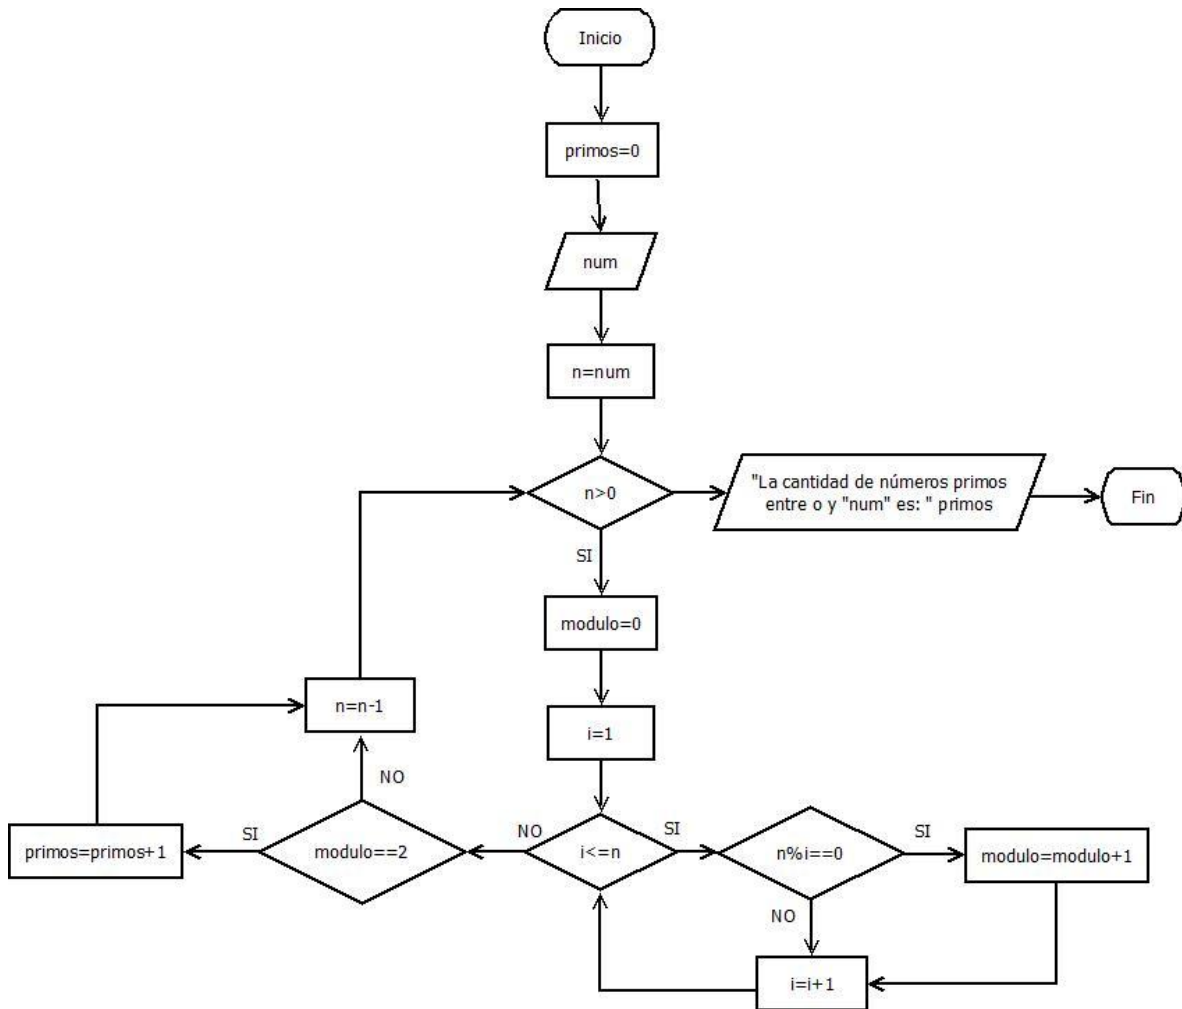 Inicio
primos=0
num
n=num
n>0
"La cantidad de números primos
entre o y "num" es: " primos
Fin
SI
modulo=0
n=n-1
i=1
NO
primos=primos+1
SI
modulo==2
NO
i<=n
SI
n%i==0
SI
modulo=modulo+1
NO
i=i+1